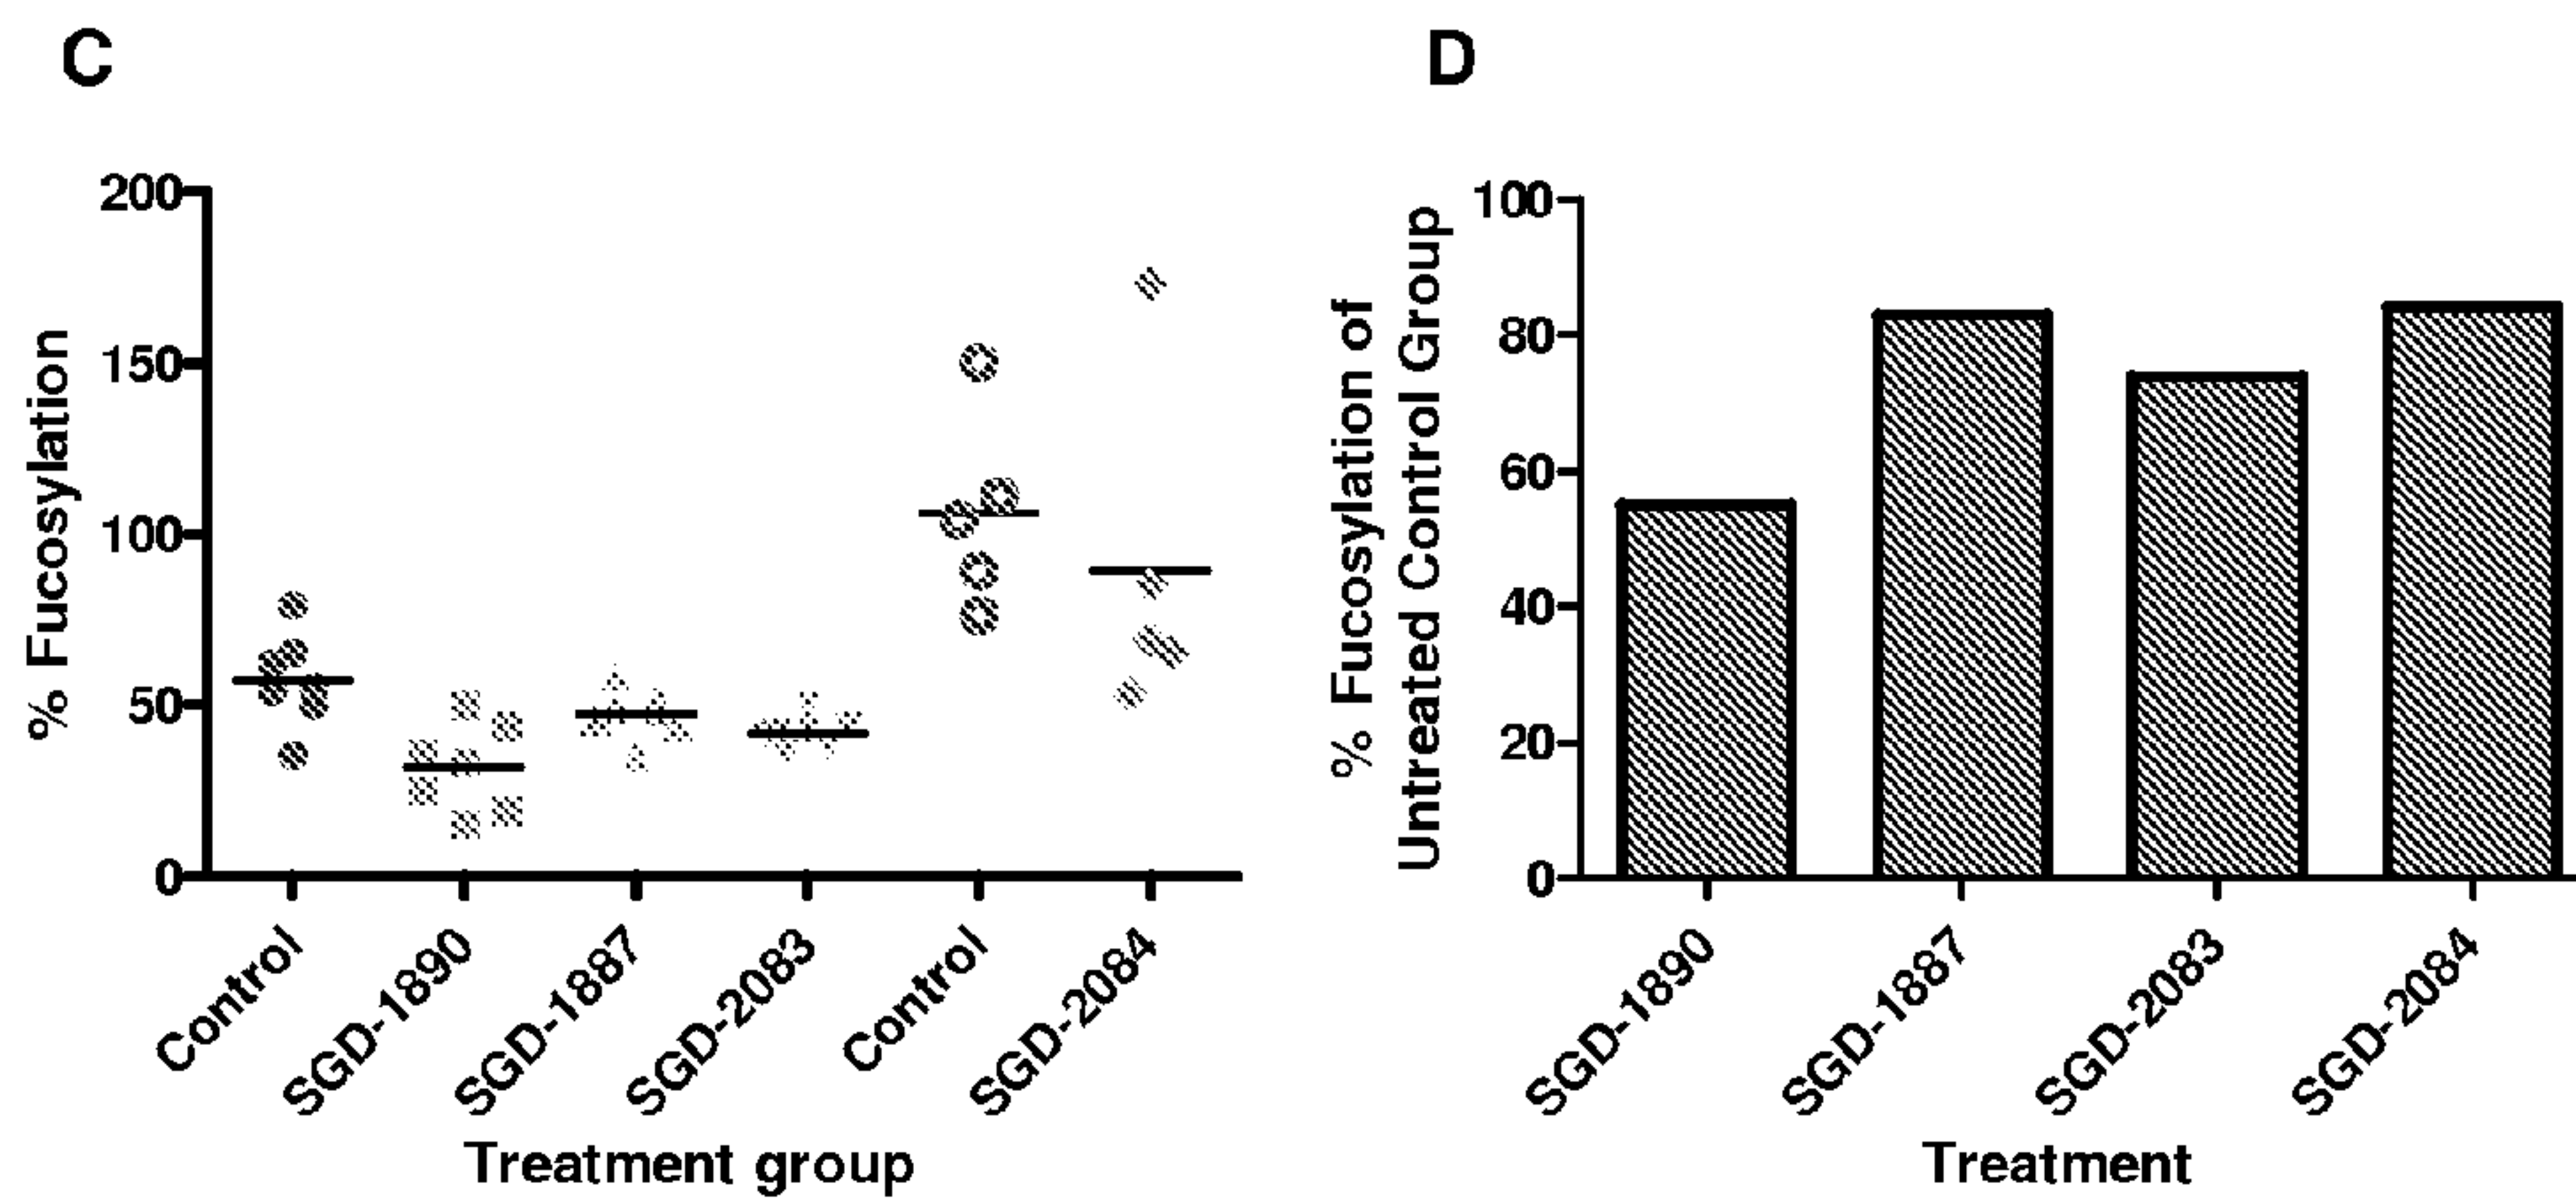 C
% Fucosylation
200
150
100
50
0
Control
SGD-1890
SGD-1887
SGD-2083
Control
SGD-2084
Treatment group
D
% Fucosylation of
Untreated Control Group
100
80
60
40
20
0
SGD-1890
SGD-1887
SGD-2083
SGD-2084
Treatment